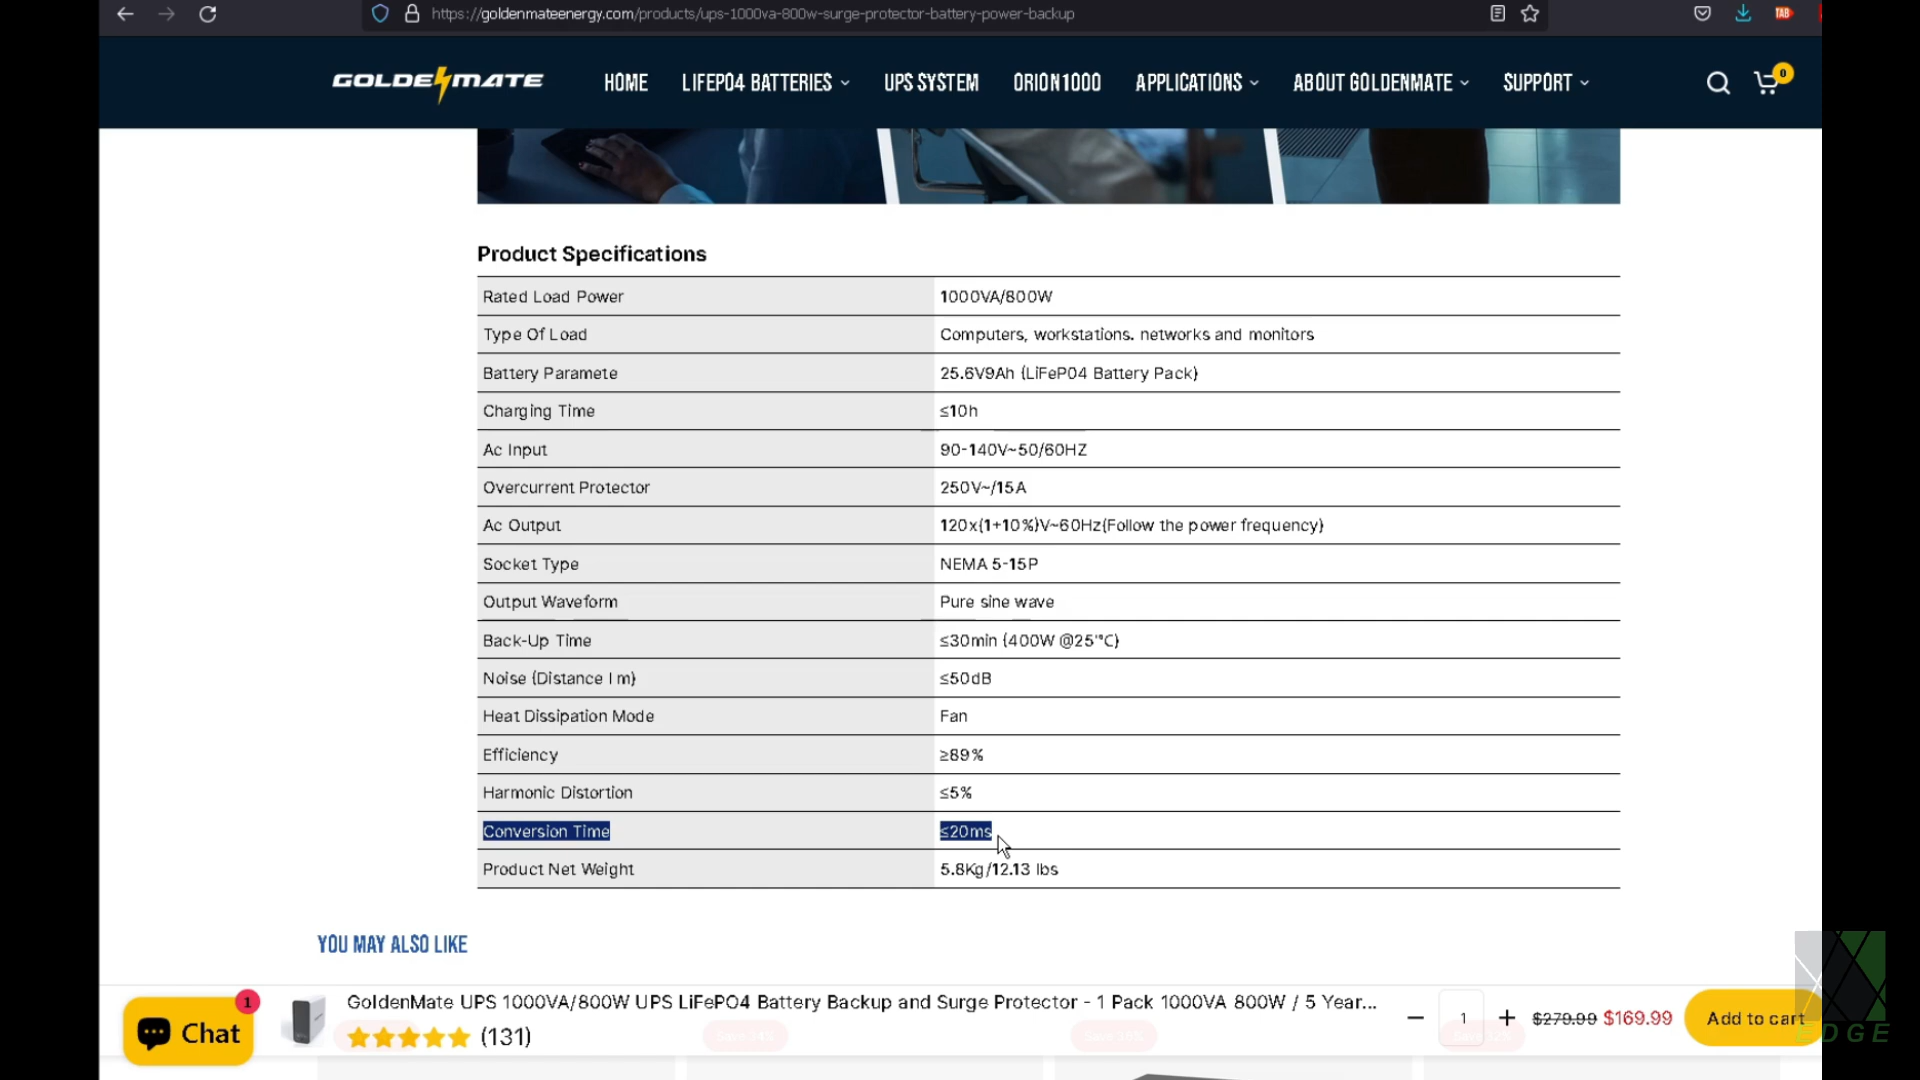 https://goldenmateenergy.com/products/ups-1000va-800w-surge-protector-battery-power-backup
TAB
GOLDENMATE
HOME
LIFEPO4 BATTERIES
UPS SYSTEM
ORION1000
APPLICATIONS
ABOUT GOLDENMATE
SUPPORT
0
Product Specifications
Rated Load Power 1000VA/800W
Type Of Load Computers, workstations. networks and monitors
Battery Paramete 25.6V9Ah (LiFeP04 Battery Pack)
Charging Time ≤10h
Ac Input 90-140V~50/60HZ
Overcurrent Protector 250V~/15A
Ac Output 120x(1+10%)V~60Hz(Follow the power frequency)
Socket Type NEMA 5-15P
Output Waveform Pure sine wave
Back-Up Time ≤30min (400W @25"℃)
Noise (Distance I m) ≤50dB
Heat Dissipation Mode Fan
Efficiency ≥89%
Harmonic Distortion ≤5%
Conversion Time ≤20ms
Product Net Weight 5.8Kg/12.13 lbs
YOU MAY ALSO LIKE
Chat
1
GoldenMate UPS 1000VA/800W UPS LiFePO4 Battery Backup and Surge Protector - 1 Pack 1000VA 800W / 5 Year...
(131)
1
$279.99 $169.99
Add to cart
EDGE